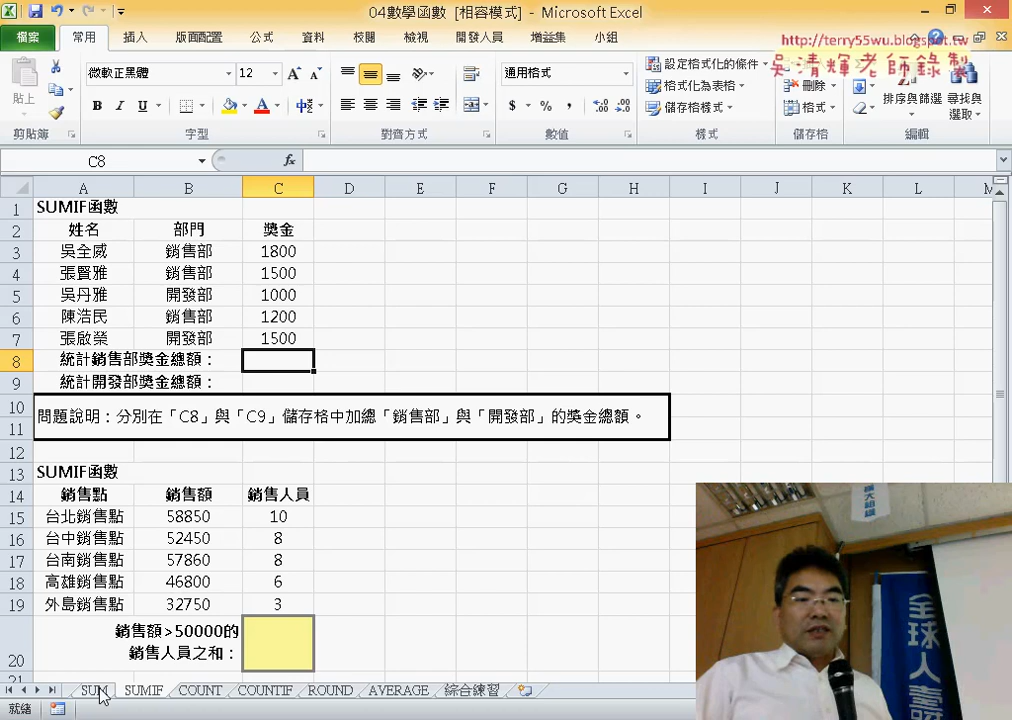 04數學函數 [相容模式] - Microsoft Excel
檔案 常用 插入 版面配置 公式 資料 校閱 檢視 開發人員 增益集 小組
http://terry55wu.blogspot.tw
吳清輝老師錄製
貼上 微軟正黑體 12 通用格式 設定格式化的條件 格式化為表格 儲存格樣式 刪除 格式 排序與篩選 尋找與選取
剪貼簿 字型 對齊方式 數值 樣式 儲存格 編輯
C8 fx
A B C D E F G H I J K L M
1 SUMIF函數
2 姓名 部門 獎金
3 吳全威 銷售部 1800
4 張賢雅 銷售部 1500
5 吳丹雅 開發部 1000
6 陳浩民 銷售部 1200
7 張啟榮 開發部 1500
8 統計銷售部獎金總額：
9 統計開發部獎金總額：
10 問題說明：分別在「C8」與「C9」儲存格中加總「銷售部」與「開發部」的獎金總額。
11
12
13 SUMIF函數
14 銷售點 銷售額 銷售人員
15 台北銷售點 58850 10
16 台中銷售點 52450 8
17 台南銷售點 57860 8
18 高雄銷售點 46800 6
19 外島銷售點 32750 3
20 銷售額>50000的
銷售人員之和：
21
SUM SUMIF COUNT COUNTIF ROUND AVERAGE 綜合練習
就緒
全球人壽